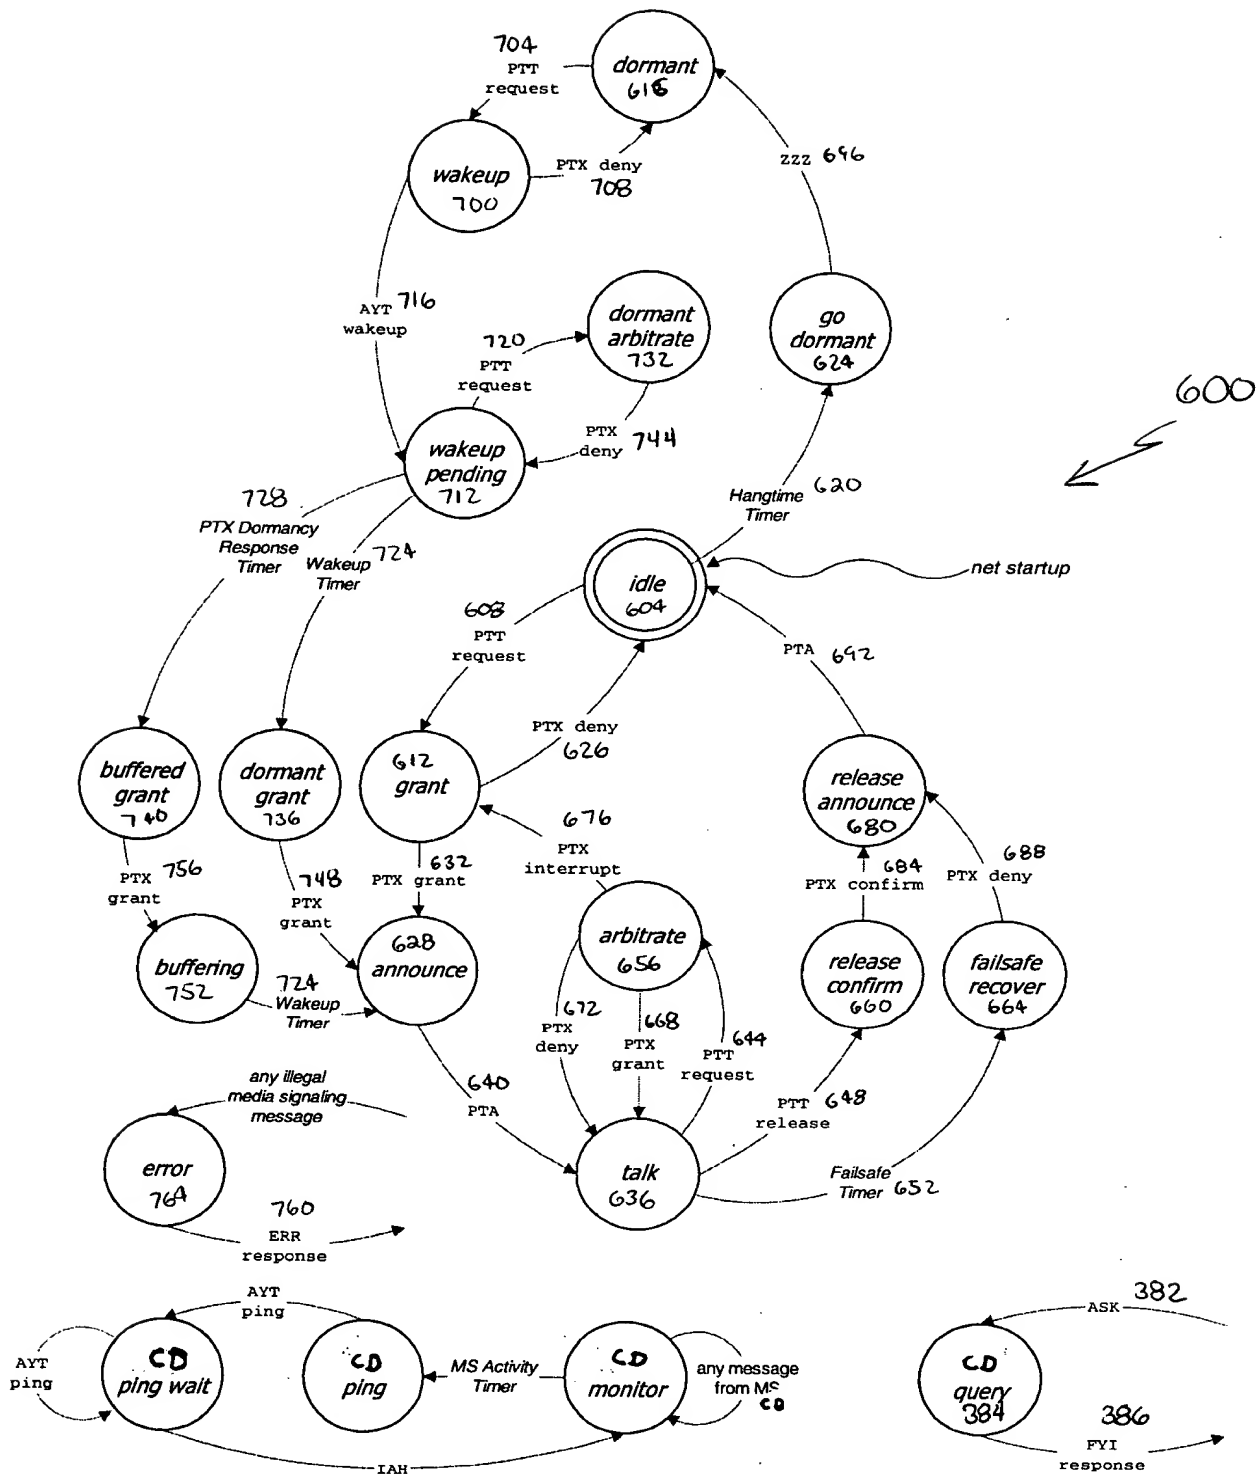 704
PTT
request
dormant
616
wakeup
700
PTX deny
708
ZZZ 696
AYT 716
wakeup
720
PTT
request
dormant
arbitrate
732
go
dormant
624
600
PTX 744
deny
wakeup
pending
712
Hangtime 620
Timer
728
PTX Dormancy
Response
Timer
Wakeup 724
Timer
idle
604
net startup
608
PTT
request
PTA 692
PTX deny
626
buffered
grant
740
dormant
grant
736
612
grant
release
announce
680
676
PTX
interrupt
PTX 756
grant
748
PTX
grant
632
PTX grant
684
PTX confirm
688
PTX deny
buffering
752
724
Wakeup
Timer
628
announce
arbitrate
656
release
confirm
660
failsafe
recover
664
672
PTX
deny
668
PTX
grant
644
PTT
request
640
PTA
PTT 648
release
any illegal
media signaling
message
error
764
760
ERR
response
talk
636
Failsafe
Timer 652
AYT
ping
AYT
ping
CD
ping wait
CD
ping
MS Activity
Timer
CD
monitor
any message
from MS
CD
IAH
ASK 382
CD
query
384
386
FYI
response